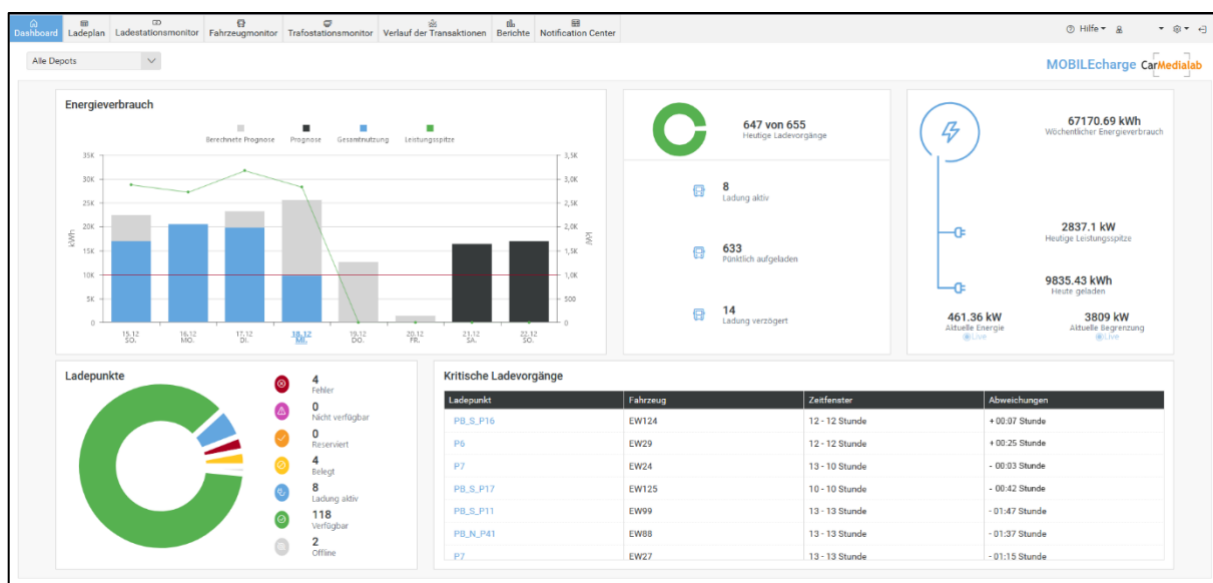 Dashboard Ladeplan Ladestationsmonitor Fahrzeugmonitor Trafostationsmonitor Verlauf der Transaktionen Berichte Notification Center Hilfe
Alle Depots
MOBILEcharge CarMedialab
Energieverbrauch
Berechnete Prognose Prognose Gesamtnutzung Leistungsspitze
35K 3,5K
30K 3,0K
25K 2,5K
20K 2,0K
kWh kW
15K 1,5K
10K 1,0K
5K 500
0 0
15.12 16.12 17.12 18.12 19.12 20.12 21.12 22.12
SO. MO. DI. MI. DO. FR. SA. SO.
647 von 655
Heutige Ladevorgänge
8
Ladung aktiv
633
Pünktlich aufgeladen
14
Ladung verzögert
67170.69 kWh
Wöchentlicher Energieverbrauch
2837.1 kW
Heutige Leistungsspitze
9835.43 kWh
Heute geladen
461.36 kW 3809 kW
Aktuelle Energie Aktuelle Begrenzung
Live Live
Ladepunkte
4
Fehler
0
Nicht verfügbar
0
Reserviert
4
Belegt
8
Ladung aktiv
118
Verfügbar
2
Offline
Kritische Ladevorgänge
Ladepunkt Fahrzeug Zeitfenster Abweichungen
PB_S_P16 EW124 12 - 12 Stunde + 00:07 Stunde
P6 EW29 12 - 12 Stunde + 00:25 Stunde
P7 EW24 13 - 10 Stunde - 00:03 Stunde
PB_S_P17 EW125 10 - 10 Stunde - 00:42 Stunde
PB_S_P11 EW99 13 - 13 Stunde - 01:47 Stunde
PB_N_P41 EW88 13 - 13 Stunde - 01:37 Stunde
P7 EW27 13 - 13 Stunde - 01:15 Stunde